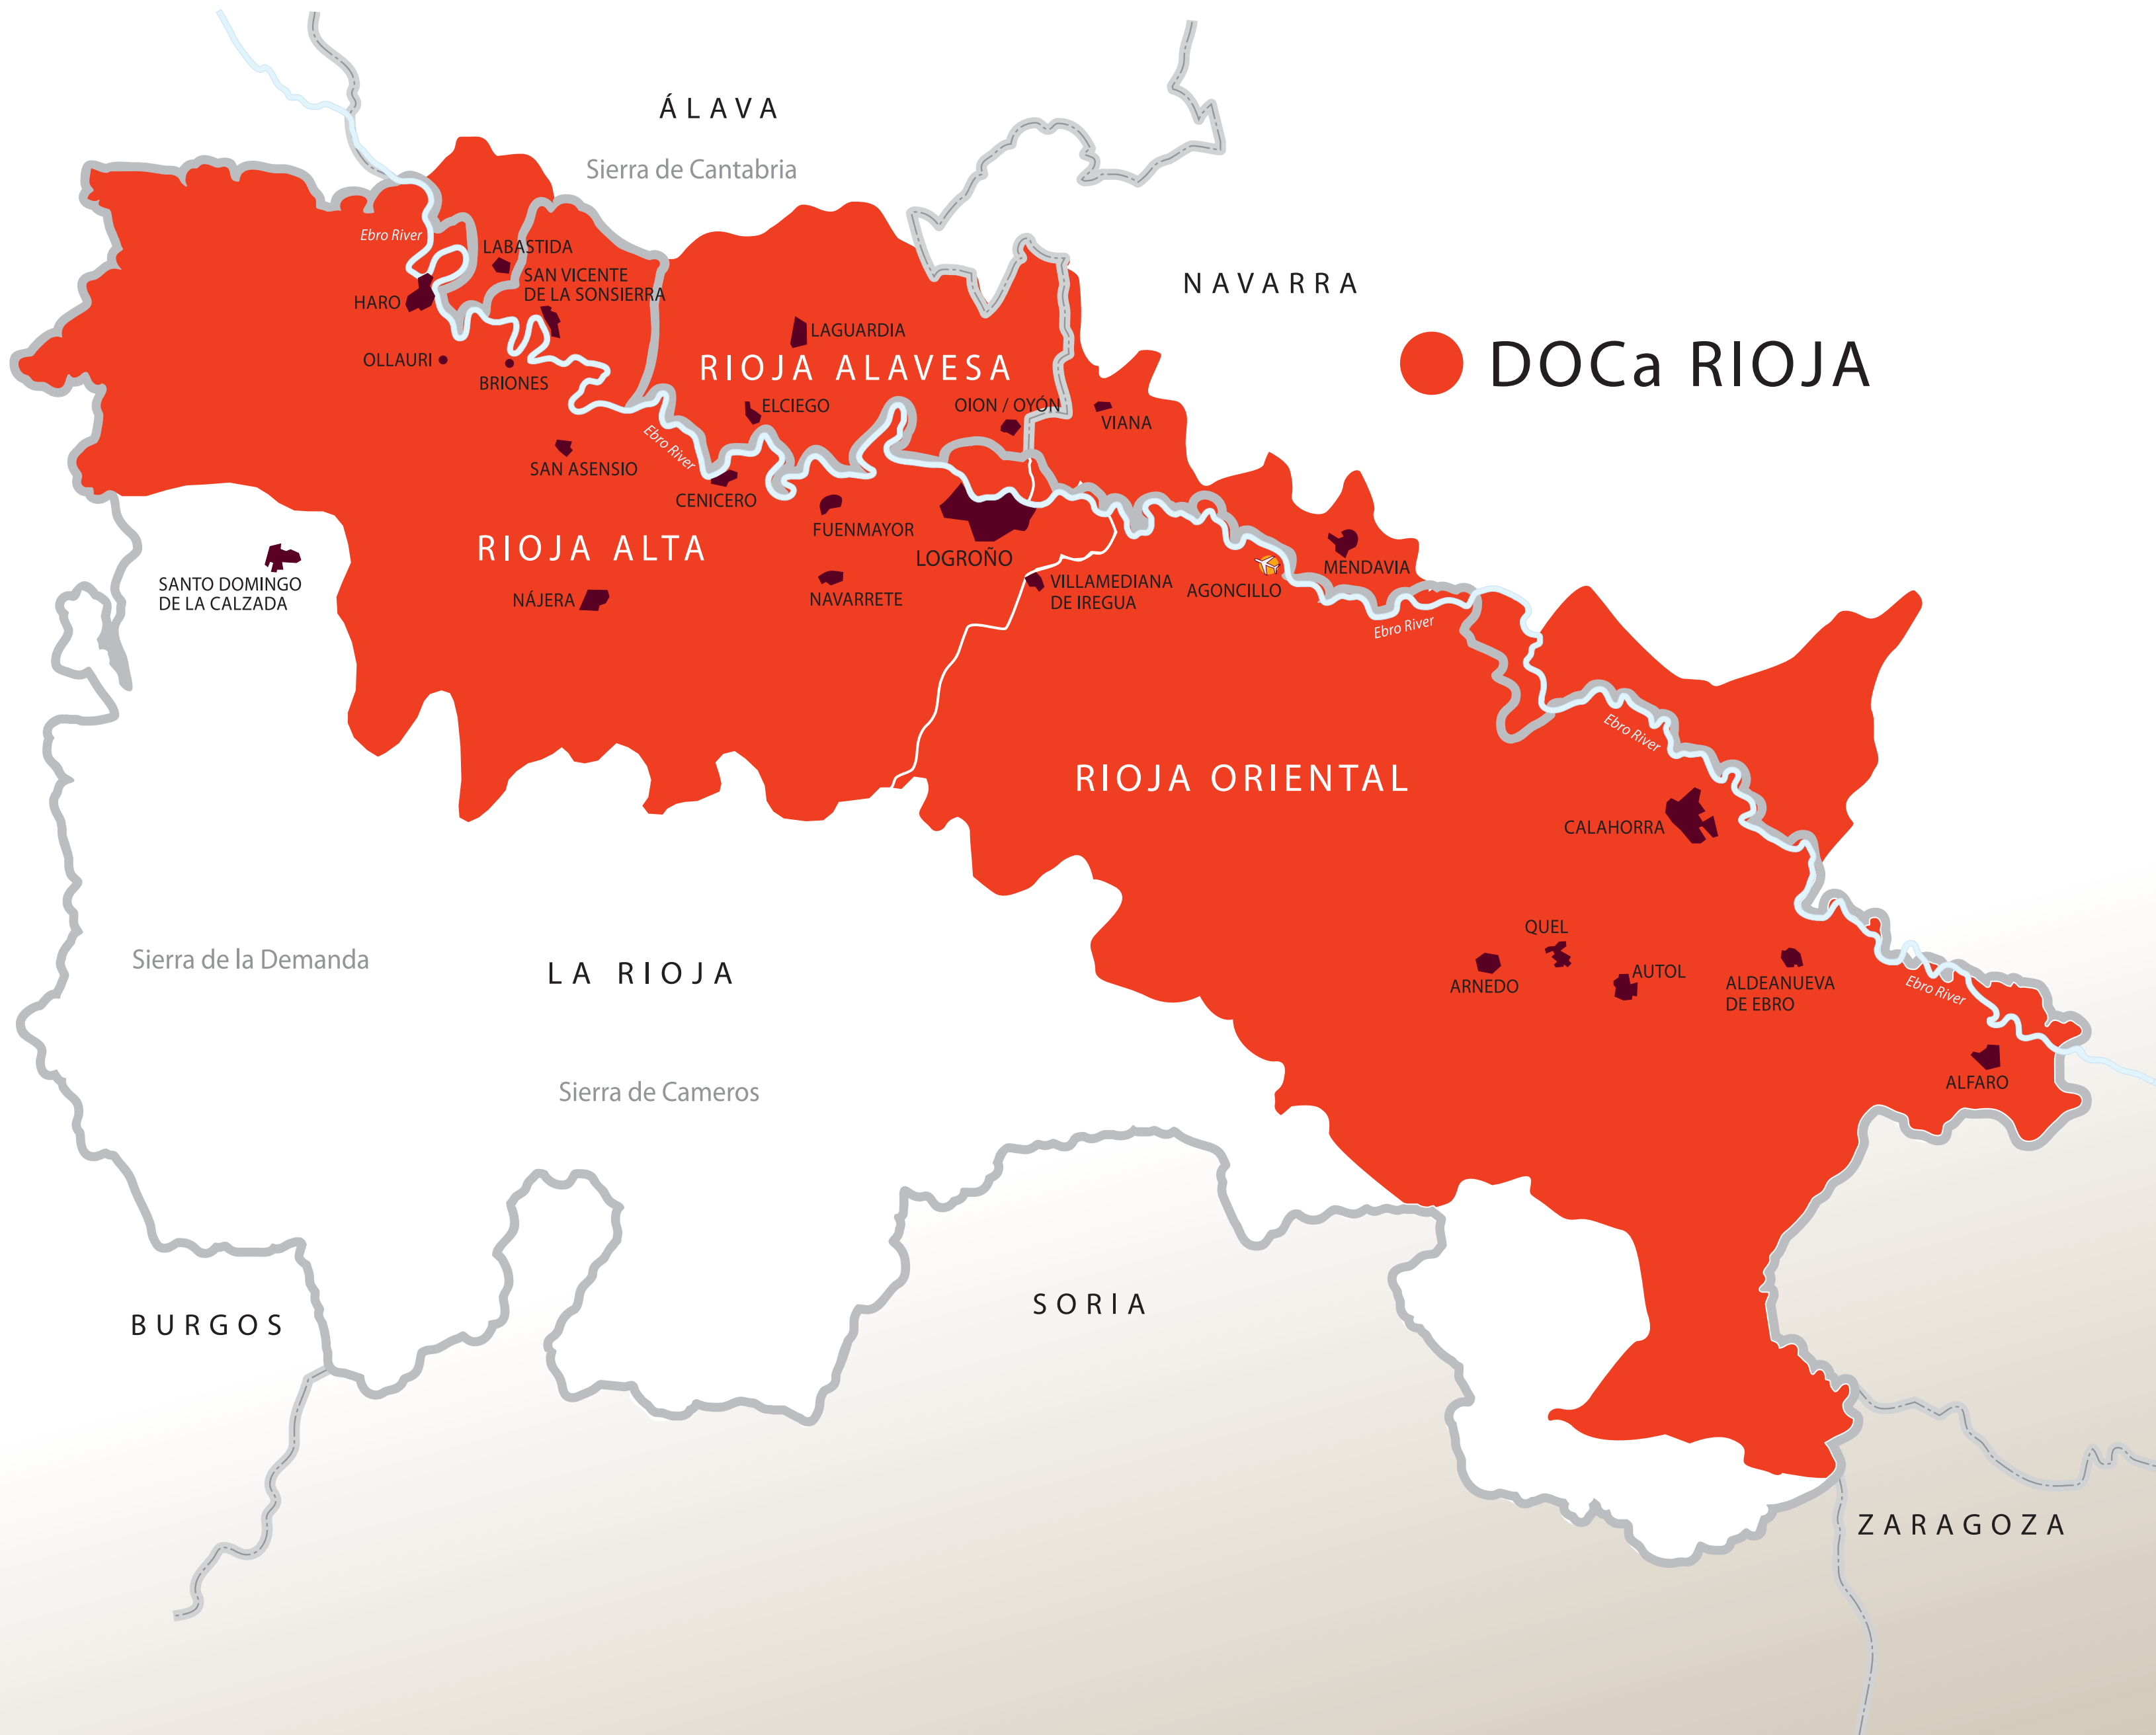 ÁLAVA
Sierra de Cantabria
Ebro River
LABASTIDA
SAN VICENTE
DE LA SONSIERRA
NAVARRA
HARO
LAGUARDIA
DOCa RIOJA
OLLAURI
RIOJA ALAVESA
BRIONES
ELCIEGO
OION / OYÓN
VIANA
Ebro River
SAN ASENSIO
CENICERO
FUENMAYOR
RIOJA ALTA
LOGROÑO
MENDAVIA
SANTO DOMINGO
DE LA CALZADA
NÁJERA
NAVARRETE
VILLAMEDIANA
DE IREGUA
AGONCILLO
Ebro River
Ebro River
RIOJA ORIENTAL
CALAHORRA
QUEL
Sierra de la Demanda
LA RIOJA
ARNEDO
AUTOL
ALDEANUEVA
DE EBRO
Ebro River
ALFARO
Sierra de Cameros
SORIA
BURGOS
ZARAGOZA